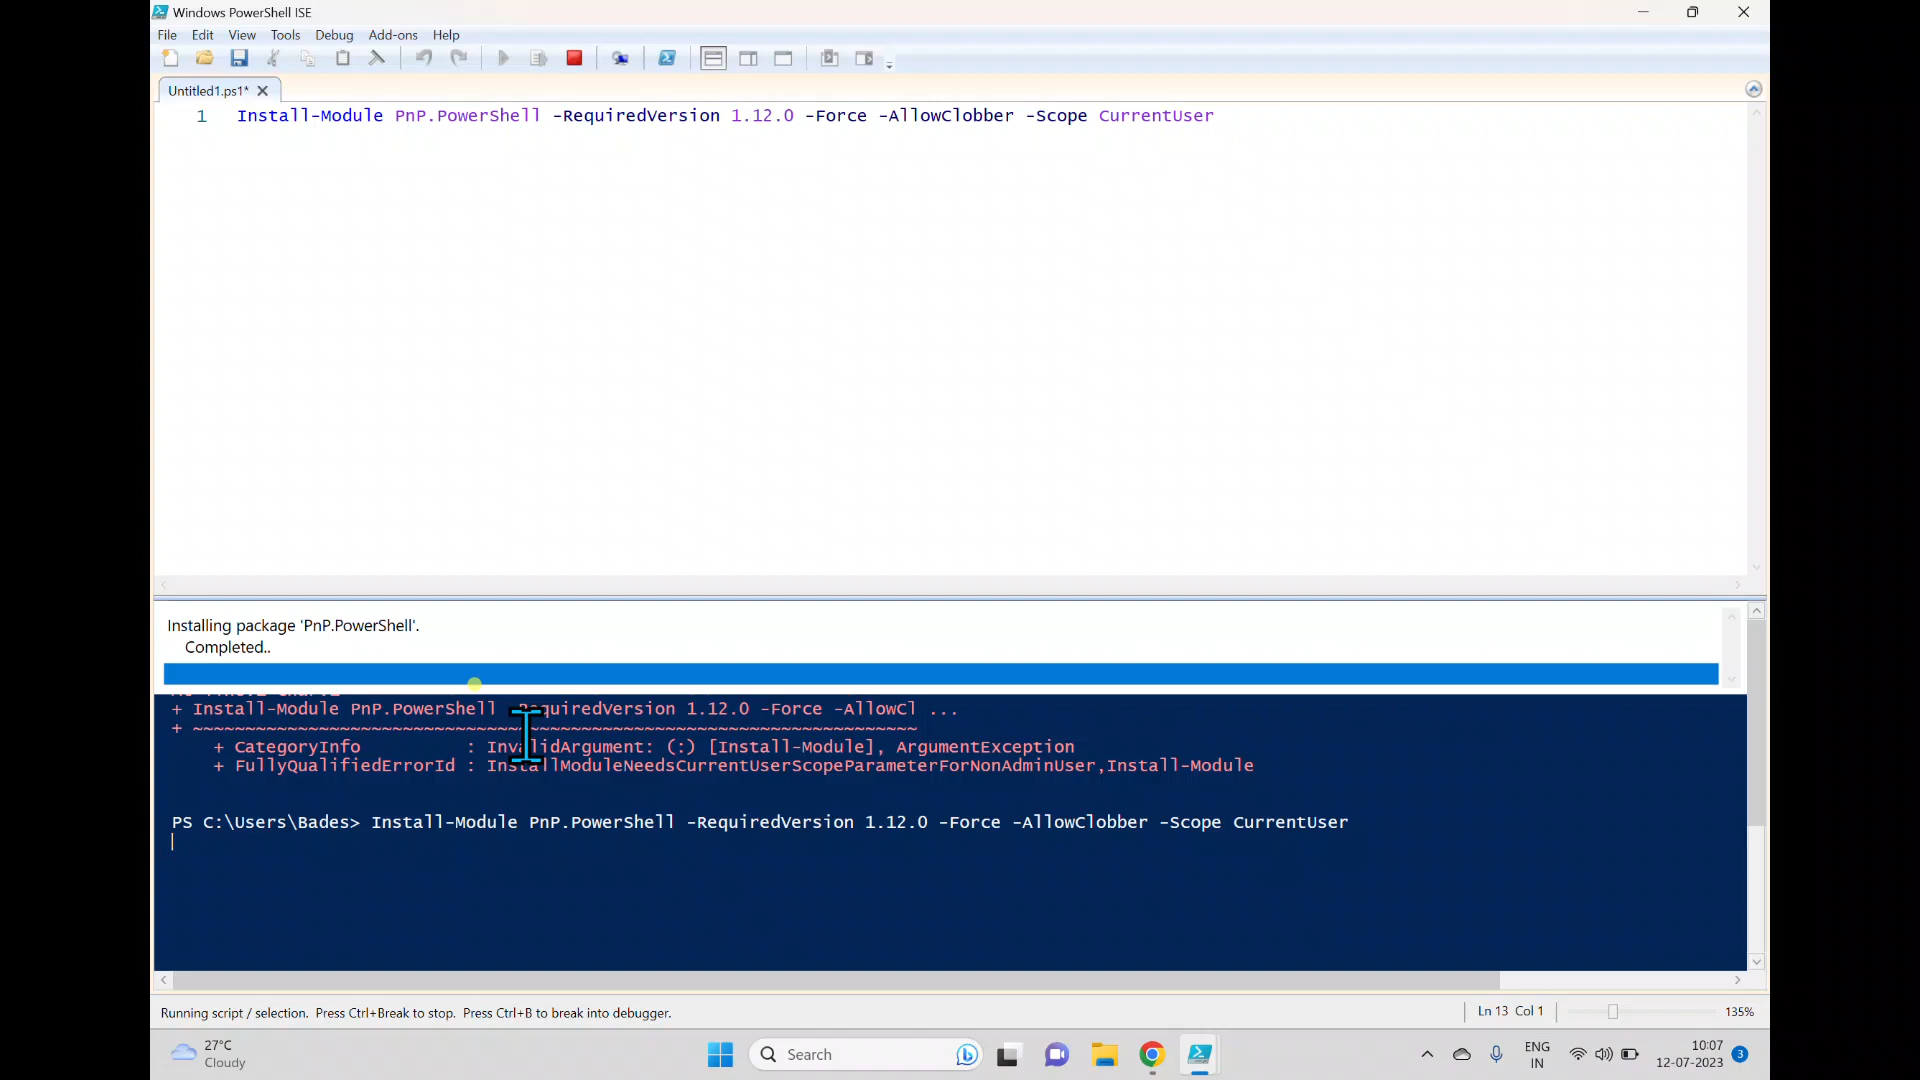 Windows PowerShell ISE
File Edit View Tools Debug Add-ons Help
Untitled1.ps1*
1 Install-Module PnP.PowerShell -RequiredVersion 1.12.0 -Force -AllowClobber -Scope CurrentUser
Installing package 'PnP.PowerShell'.
Completed..
+ Install-Module PnP.PowerShell -RequiredVersion 1.12.0 -Force -AllowCl ...
+ ~~~~~~~~~~~~~~~~~~~~~~~~~~~~~~~~~~~~~~~~~~~~~~~~~~~~~~~~~~~~~~~~~~~~~
+ CategoryInfo : InvalidArgument: (:) [Install-Module], ArgumentException
+ FullyQualifiedErrorId : InstallModuleNeedsCurrentUserScopeParameterForNonAdminUser,Install-Module
PS C:\Users\Bades> Install-Module PnP.PowerShell -RequiredVersion 1.12.0 -Force -AllowClobber -Scope CurrentUser
Running script / selection. Press Ctrl+Break to stop. Press Ctrl+B to break into debugger.
Ln 13 Col 1
135%
27°C
Cloudy
Search
ENG
IN
10:07
12-07-2023
3